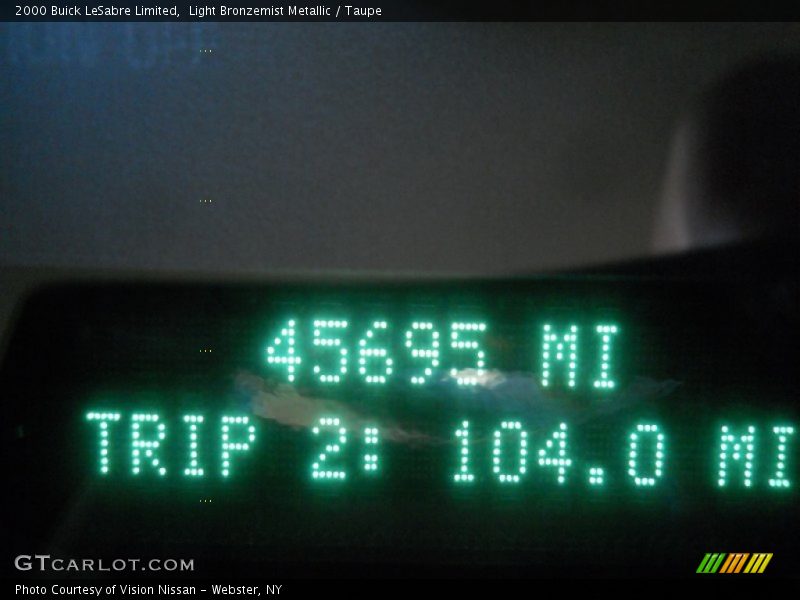 2000 Buick LeSabre Limited,  Light Bronzemist Metallic / Taupe
45695 MI
TRIP 2: 104.0 MI
GTCARLOT.COM
Photo Courtesy of Vision Nissan - Webster, NY